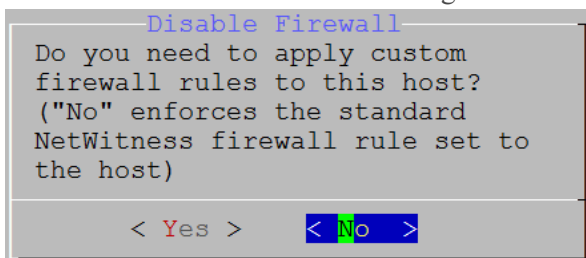 Disable Firewall
Do you need to apply custom
firewall rules to this host?
("No" enforces the standard
NetWitness firewall rule set to
the host)
< Yes > < No >